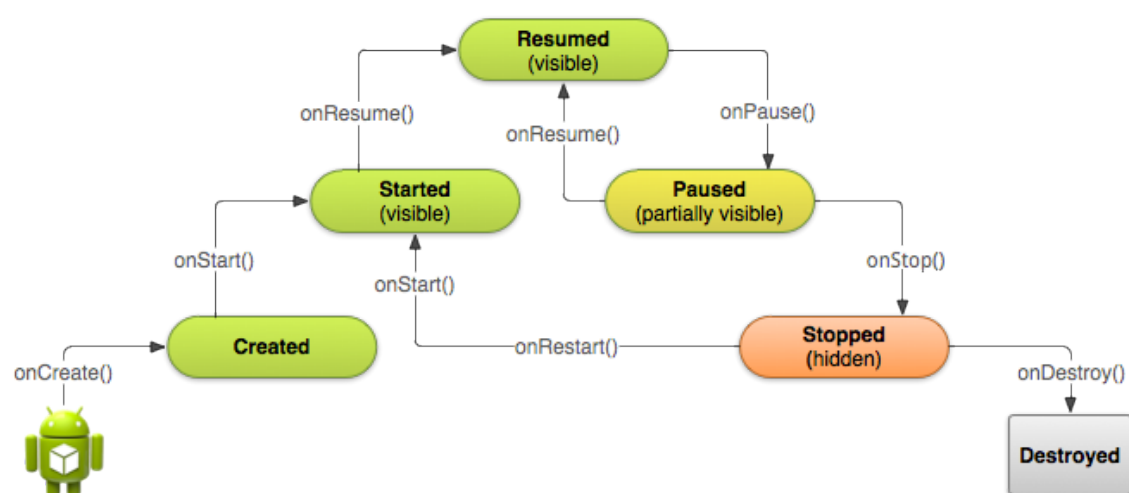 Resumed
(visible)
onResume()
onResume()
onPause()
Started
(visible)
Paused
(partially visible)
onStart()
onStart()
onStop()
Created
onRestart()
Stopped
(hidden)
onCreate()
onDestroy()
Destroyed